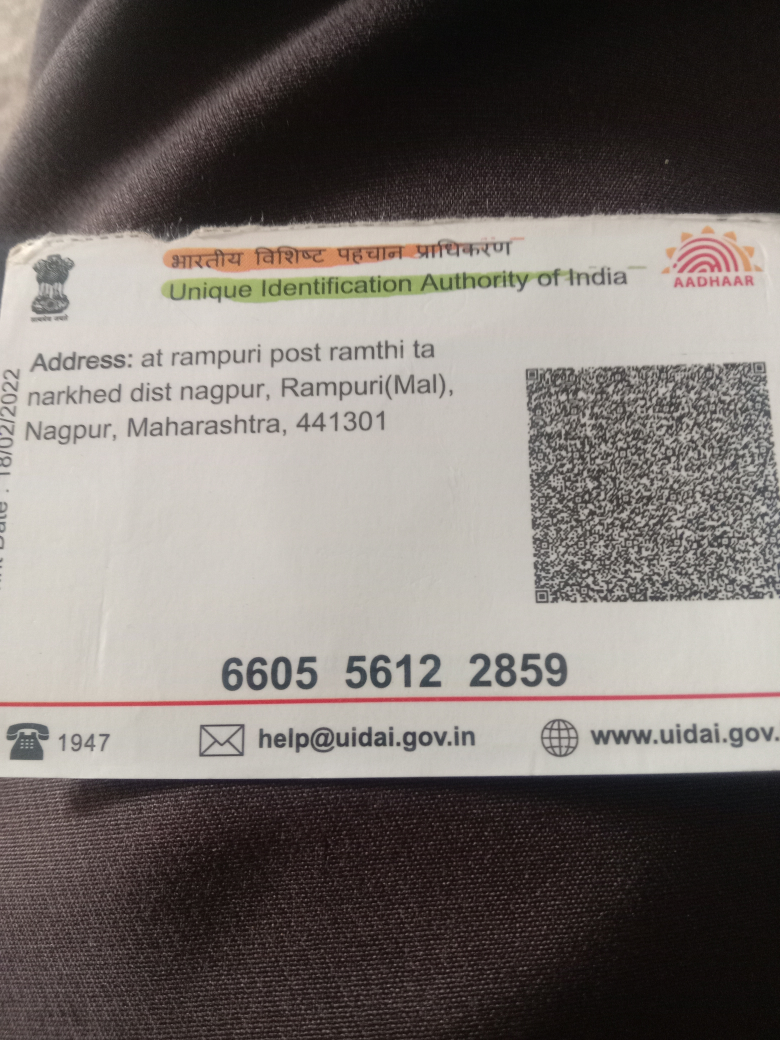 भारतीय विशिष्ट पहचान प्राधिकरण
Unique Identification Authority of India
AADHAAR
Address: at rampuri post ramthi ta
narkhed dist nagpur, Rampuri(Mal),
Nagpur, Maharashtra, 441301
Date : 18/02/2022
6605 5612 2859
1947
help@uidai.gov.in
www.uidai.gov.